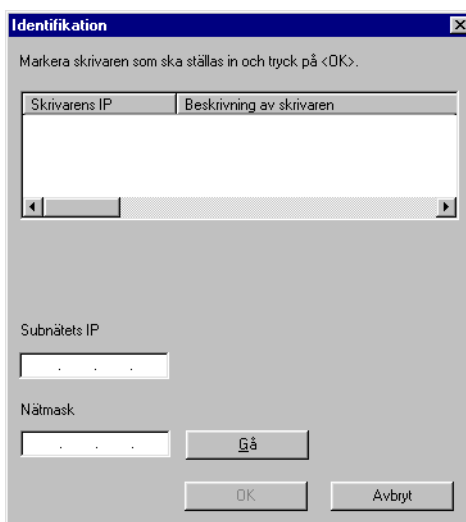 Identifikation
Markera skrivaren som ska ställas in och tryck på <OK>.
Skrivarens IP Beskrivning av skrivaren
Subnätets IP
. . .
Nätmask
. . . Gå
OK Avbryt